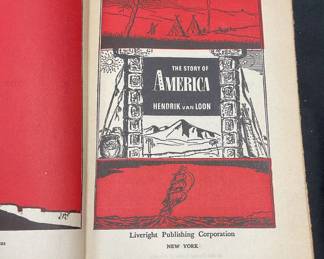 THE STORY OF
AMERICA
HENDRIK VAN LOON
Liveright Publishing Corporation
NEW YORK